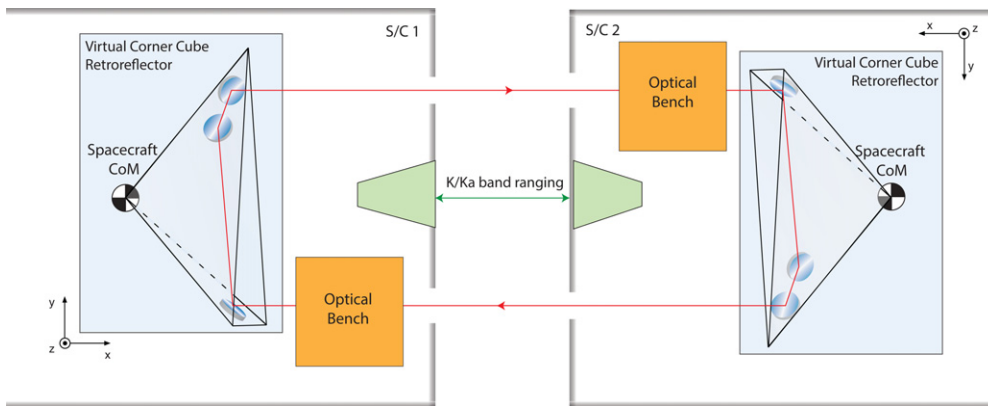 S/C 1
S/C 2
Virtual Corner Cube
Retroreflector
Spacecraft
CoM
K/Ka band ranging
Optical
Bench
Optical
Bench
Virtual Corner Cube
Retroreflector
Spacecraft
CoM
y
z
x
x
z
y